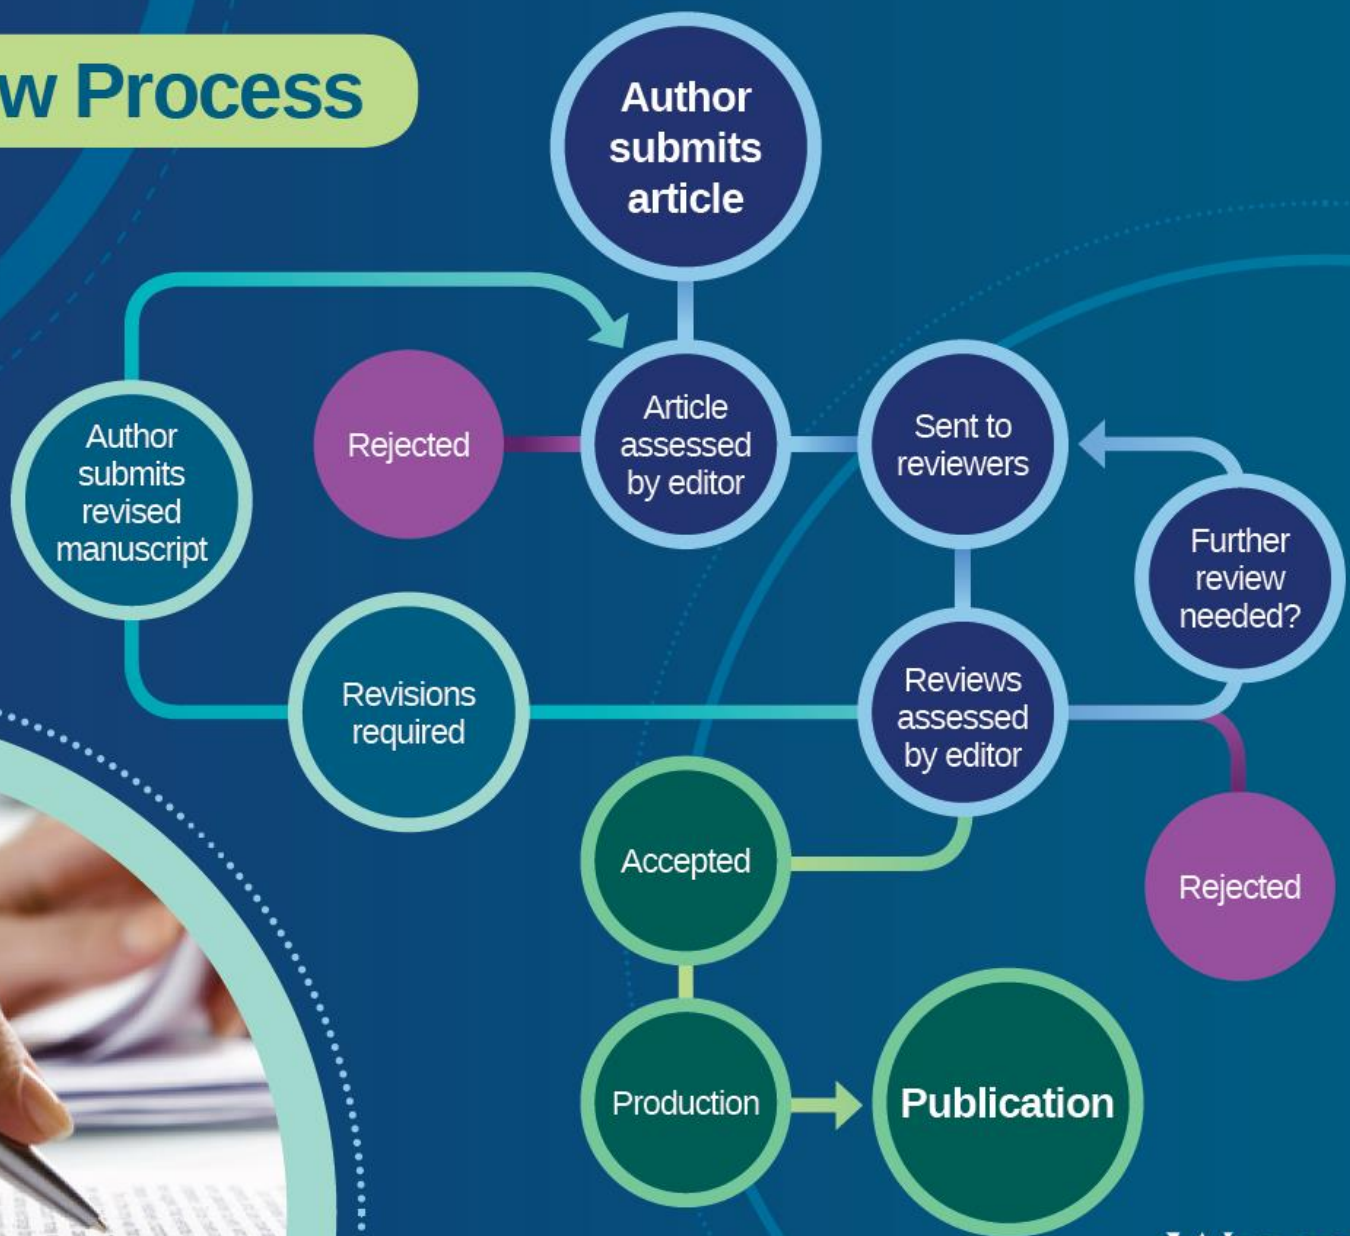 w Process
Author
submits
article
Article
assessed
by editor
Sent to
reviewers
Rejected
Author
submits
revised
manuscript
Further
review
needed?
Revisions
required
Reviews
assessed
by editor
Accepted
Rejected
Production
Publication